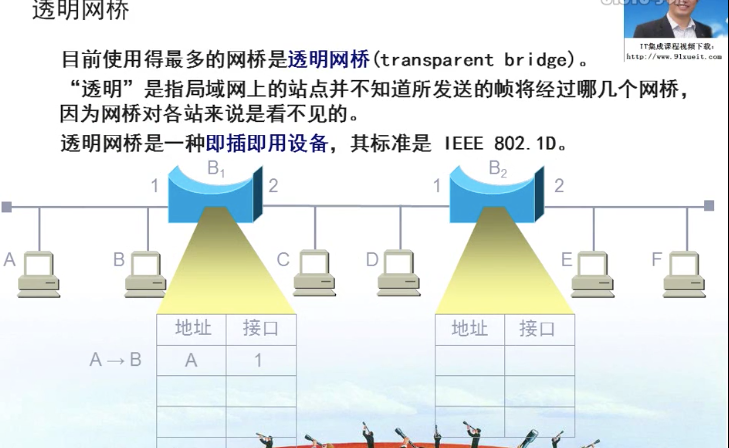 透明网桥
IT集成课程视频下载:
http://www.91xueit.com
目前使用得最多的网桥是透明网桥(transparent bridge)。
“透明”是指局域网上的站点并不知道所发送的帧将经过哪几个网桥，
因为网桥对各站来说是看不见的。
透明网桥是一种即插即用设备，其标准是 IEEE 802.1D。
B1 B2
1 2 1 2
A B C D E F
地址 接口 地址 接口
A→B A 1